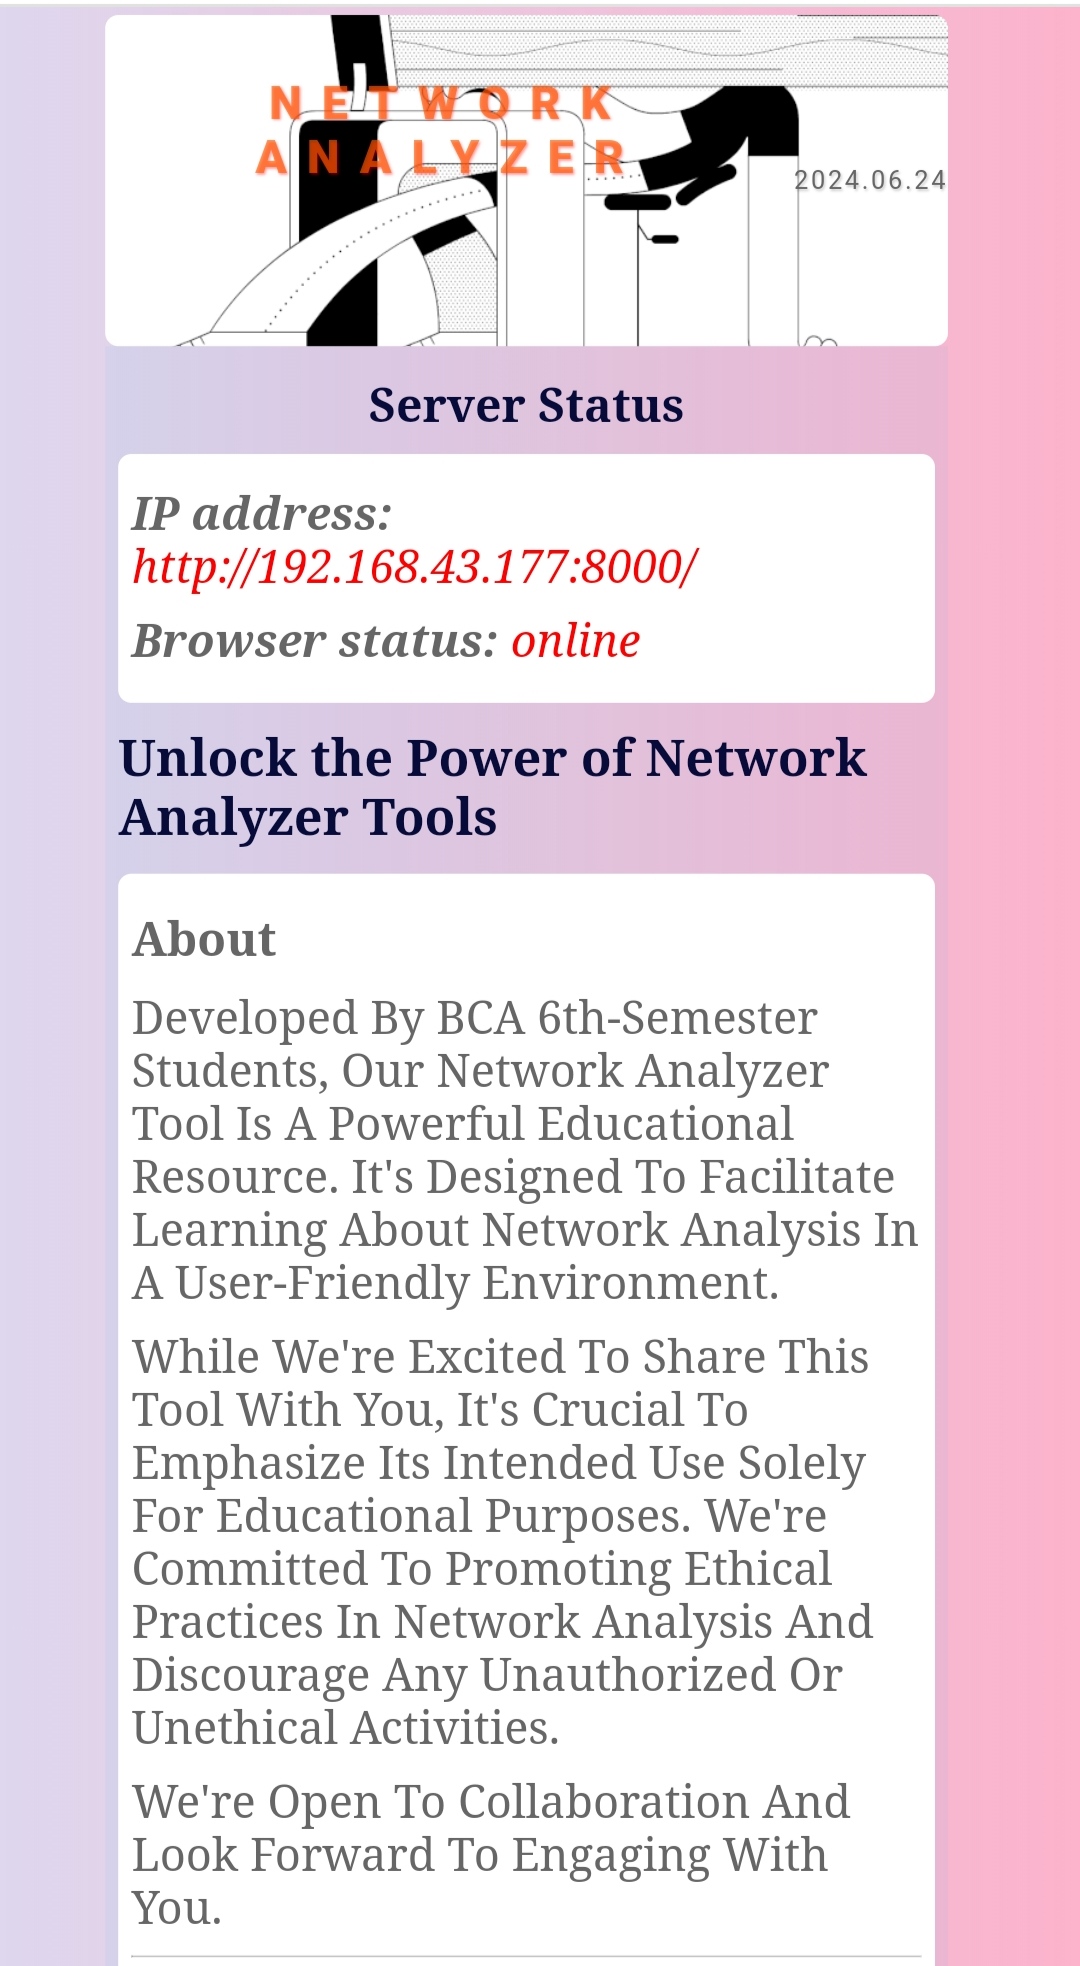 NETWORK
ANALYZER
2024.06.24
Server Status
IP address:
http://192.168.43.177:8000/
Browser status: online
Unlock the Power of Network
Analyzer Tools
About
Developed By BCA 6th-Semester
Students, Our Network Analyzer
Tool Is A Powerful Educational
Resource. It's Designed To Facilitate
Learning About Network Analysis In
A User-Friendly Environment.
While We're Excited To Share This
Tool With You, It's Crucial To
Emphasize Its Intended Use Solely
For Educational Purposes. We're
Committed To Promoting Ethical
Practices In Network Analysis And
Discourage Any Unauthorized Or
Unethical Activities.
We're Open To Collaboration And
Look Forward To Engaging With
You.